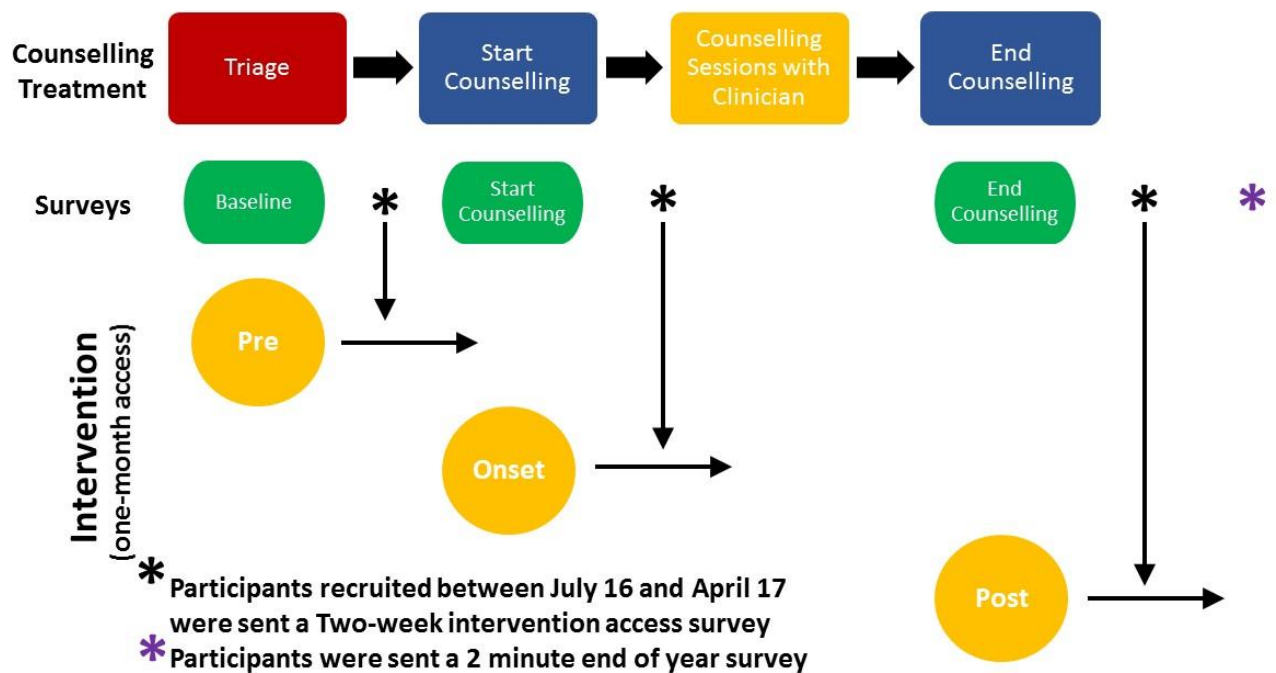 Counselling
Treatment
Triage
Start
Counselling
Counselling
Sessions with
Clinician
End
Counselling
Surveys
Baseline
*
Start
Counselling
*
End
Counselling
*
*
Intervention
(one-month access)
Pre
Onset
Post
* Participants recruited between July 16 and April 17
were sent a Two-week intervention access survey
* Participants were sent a 2 minute end of year survey